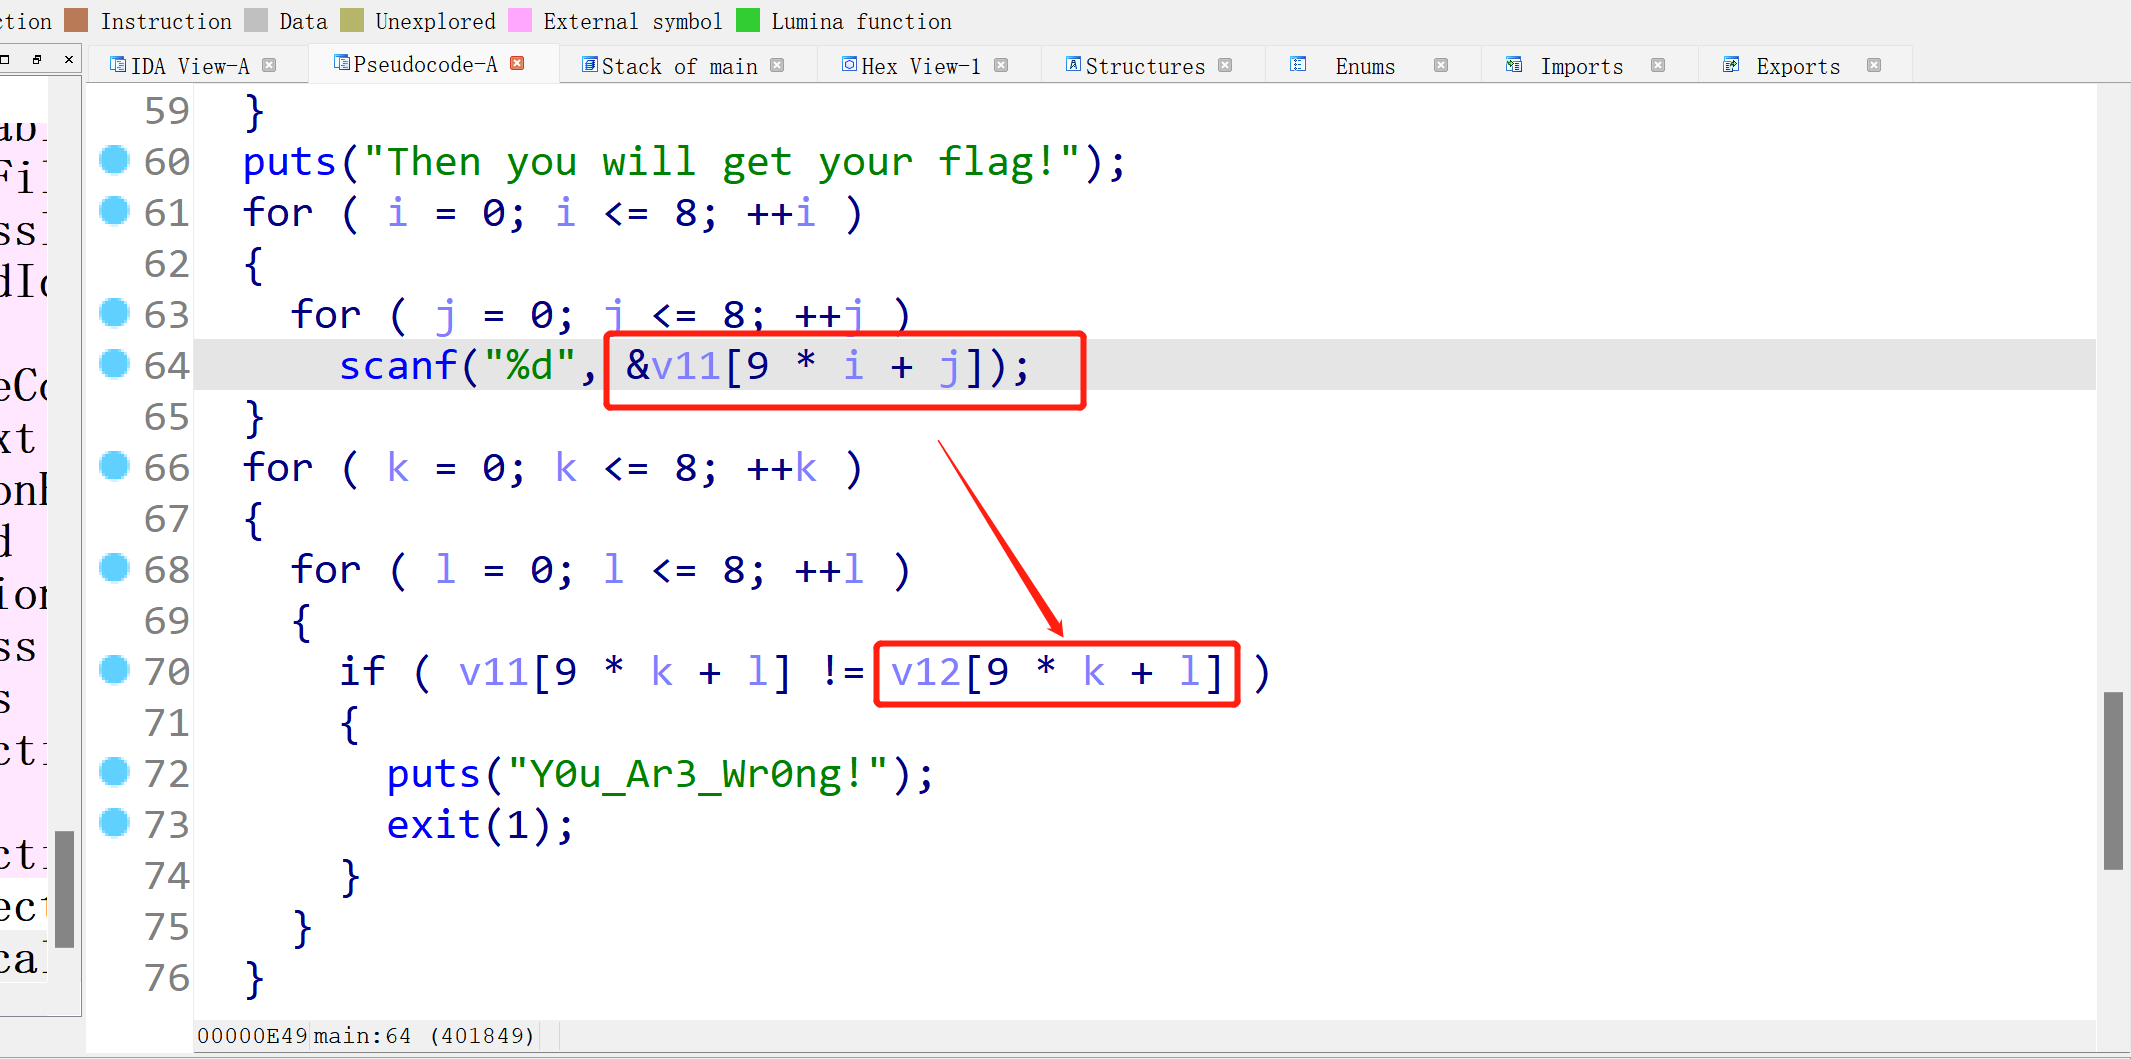 Instruction Data Unexplored External symbol Lumina function
IDA View-A Pseudocode-A Stack of main Hex View-1 Structures Enums Imports Exports
59 }
60 puts("Then you will get your flag!");
61 for ( i = 0; i <= 8; ++i )
62 {
63 for ( j = 0; j <= 8; ++j )
64 scanf("%d", &v11[9 * i + j]);
65 }
66 for ( k = 0; k <= 8; ++k )
67 {
68 for ( l = 0; l <= 8; ++l )
69 {
70 if ( v11[9 * k + l] != v12[9 * k + l] )
71 {
72 puts("Y0u_Ar3_Wr0ng!");
73 exit(1);
74 }
75 }
76 }
00000E49 main:64 (401849)